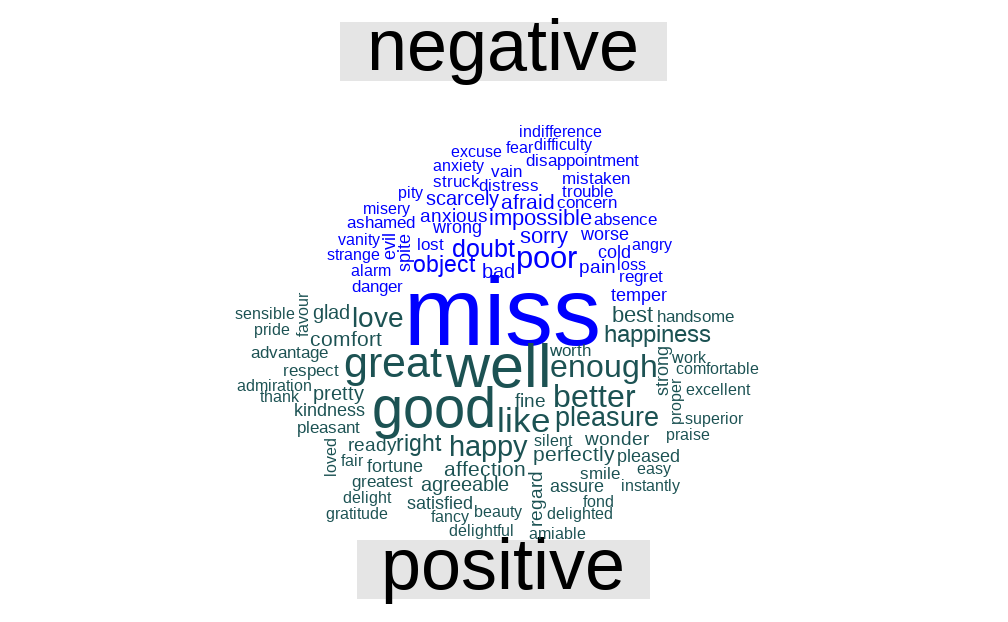 negative
indifference
excuse fear difficulty
anxiety vain disappointment
struck distress mistaken
pity scarcely afraid trouble
misery concern
ashamed anxious impossible absence
wrong sorry worse
vanity evil spite lost doubt cold angry
strange object bad poor pain loss
alarm regret
danger miss temper
sensible favour glad love best handsome
pride comfort happiness
advantage great well worth enough strong work
respect comfortable
admiration pretty fine better proper excellent
thank good like
kindness pleasure superior
pleasant praise
ready right happy silent wonder
loved fair fortune affection perfectly pleased
greatest agreeable smile easy
delight regard assure instantly
satisfied fond
gratitude fancy beauty delighted
delightful amiable
positive